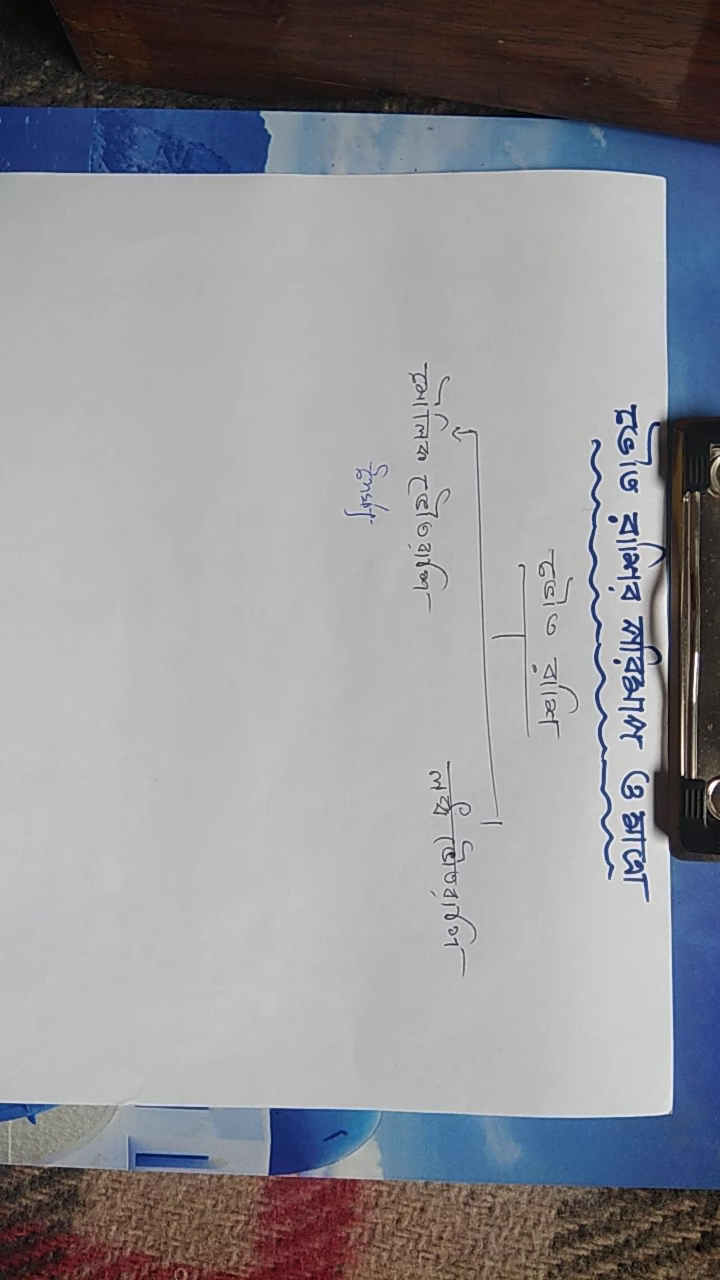 ভৌত রাশির পরিমাপ ও মাত্রা
ভৌত রাশি
মৌলিক ভৌতরাশি লব্ধ ভৌতরাশি